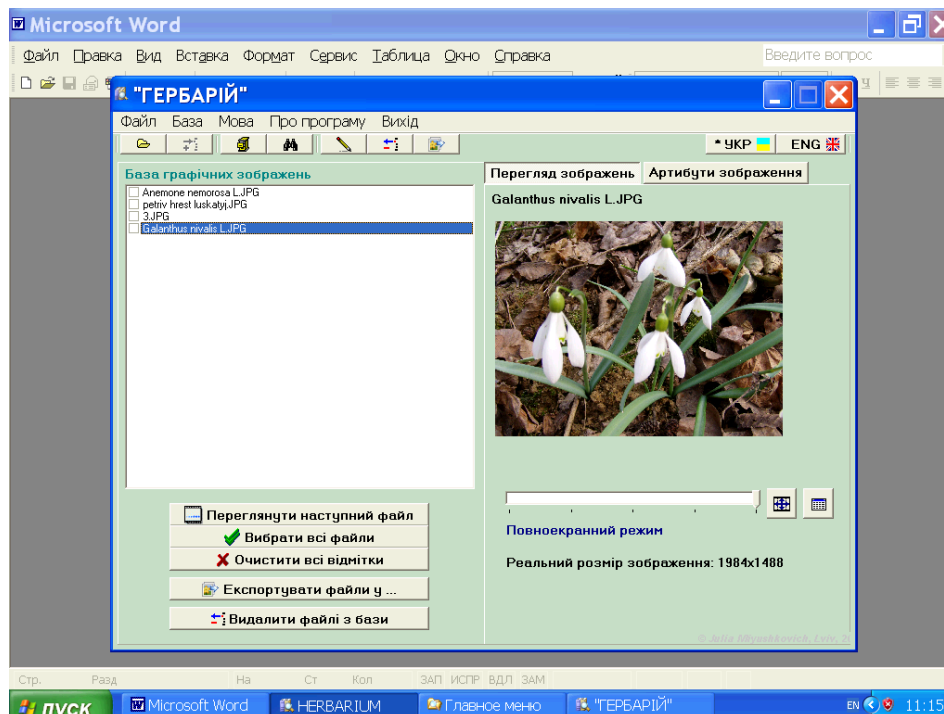 Microsoft Word
Файл Правка Вид Вставка Формат Сервис Таблица Окно Справка Введите вопрос
Ч
"ГЕРБАРІЙ"
Файл База Мова Про програму Вихід
* УКР ENG
База графічних зображень
Перегляд зображень Артибути зображення
Anemone nemorosa L.JPG
petriv hrest luskatyj.JPG
3.JPG
Galanthus nivalis L.JPG
Galanthus nivalis L.JPG
Переглянути наступний файл
Вибрати всі файли
Очистити всі відмітки
Експортувати файли у ...
Видалити файлі з бази
Повноекранний режим
Реальний розмір зображення: 1984x1488
Стр. Разд На Ст Кол ЗАП ИСПР ВДЛ ЗАМ
пуск Microsoft Word HERBARIUM Главное меню "ГЕРБАРІЙ" EN 11:15